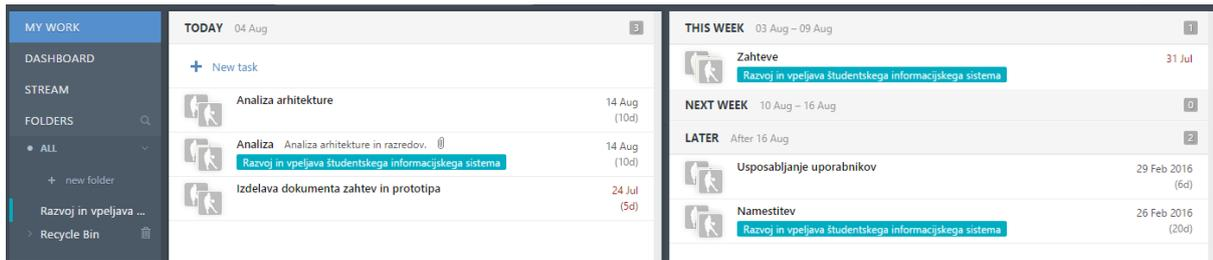 MY WORK
DASHBOARD
STREAM
FOLDERS
ALL
+ new folder
Razvoj in vpeljava ...
Recycle Bin
TODAY 04 Aug 3
+ New task
Analiza arhitekture 14 Aug
(10d)
Analiza Analiza arhitekture in razredov. 14 Aug
Razvoj in vpeljava študentskega informacijskega sistema (10d)
Izdelava dokumenta zahtev in prototipa 24 Jul
(5d)
THIS WEEK 03 Aug – 09 Aug 1
Zahteve 31 Jul
Razvoj in vpeljava študentskega informacijskega sistema
NEXT WEEK 10 Aug – 16 Aug 0
LATER After 16 Aug 2
Usposabljanje uporabnikov 29 Feb 2016
(6d)
Namestitev 26 Feb 2016
Razvoj in vpeljava študentskega informacijskega sistema (20d)